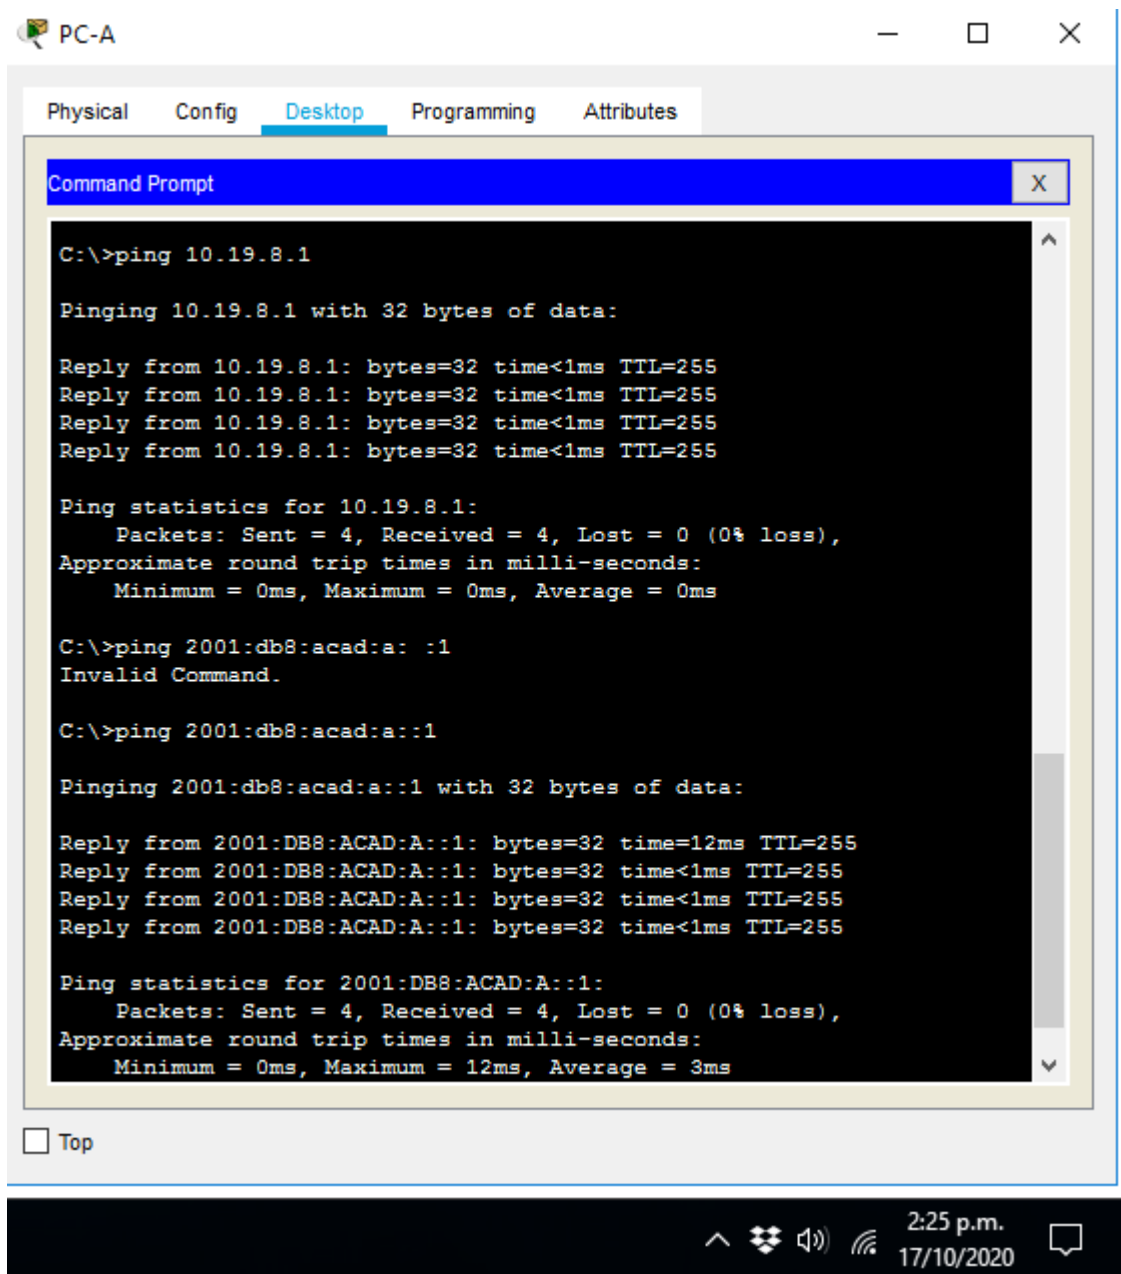 PC-A
Physical Config Desktop Programming Attributes
Command Prompt X
C:\>ping 10.19.8.1
Pinging 10.19.8.1 with 32 bytes of data:
Reply from 10.19.8.1: bytes=32 time<1ms TTL=255
Reply from 10.19.8.1: bytes=32 time<1ms TTL=255
Reply from 10.19.8.1: bytes=32 time<1ms TTL=255
Reply from 10.19.8.1: bytes=32 time<1ms TTL=255
Ping statistics for 10.19.8.1:
Packets: Sent = 4, Received = 4, Lost = 0 (0% loss),
Approximate round trip times in milli-seconds:
Minimum = 0ms, Maximum = 0ms, Average = 0ms
C:\>ping 2001:db8:acad:a: :1
Invalid Command.
C:\>ping 2001:db8:acad:a::1
Pinging 2001:db8:acad:a::1 with 32 bytes of data:
Reply from 2001:DB8:ACAD:A::1: bytes=32 time=12ms TTL=255
Reply from 2001:DB8:ACAD:A::1: bytes=32 time<1ms TTL=255
Reply from 2001:DB8:ACAD:A::1: bytes=32 time<1ms TTL=255
Reply from 2001:DB8:ACAD:A::1: bytes=32 time<1ms TTL=255
Ping statistics for 2001:DB8:ACAD:A::1:
Packets: Sent = 4, Received = 4, Lost = 0 (0% loss),
Approximate round trip times in milli-seconds:
Minimum = 0ms, Maximum = 12ms, Average = 3ms
Top
2:25 p.m.
17/10/2020